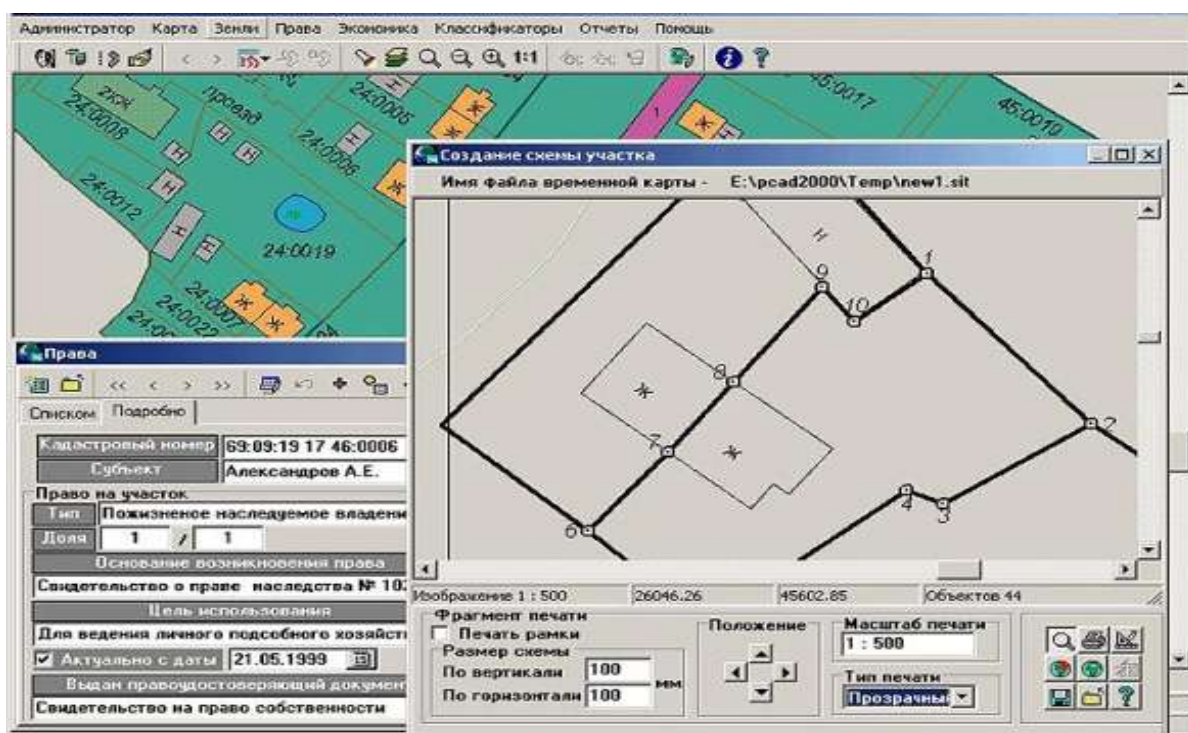 Администратор Карта Земли Права Экономика Классификаторы Отчеты Помощь
1:1
24:0008
проезд
24:0005
24:0006
45:0017
45:0019
24:0012
24:0019
24:0007
24:0022
Н
Ж
Создание схемы участка
Имя файла временной карты - E:\pcad2000\Temp\new1.sit
Н
1
9
10
8
Ж
2
7
Ж
4
3
6
Изображение 1 : 500 26046.26 45602.85 Объектов 44
Фрагмент печати
Печать рамки
Размер схемы
По вертикали 100
мм
По горизонтали 100
Положение
Масштаб печати
1 : 500
Тип печати
Прозрачный
Права
Списком Подробно
Кадастровый номер 69:09:19 17 46:0006
Субъект Александров А.Е.
Право на участок
Тип Пожизненое наследуемое владени
Доля 1 / 1
Основание возникновения права
Свидетельство о праве наследства № 102
Цель использования
Для ведения личного подсобного хозяйст
Актуально с даты 21.05.1999
Выдан правоудостоверяющий документ
Свидетельство на право собственности